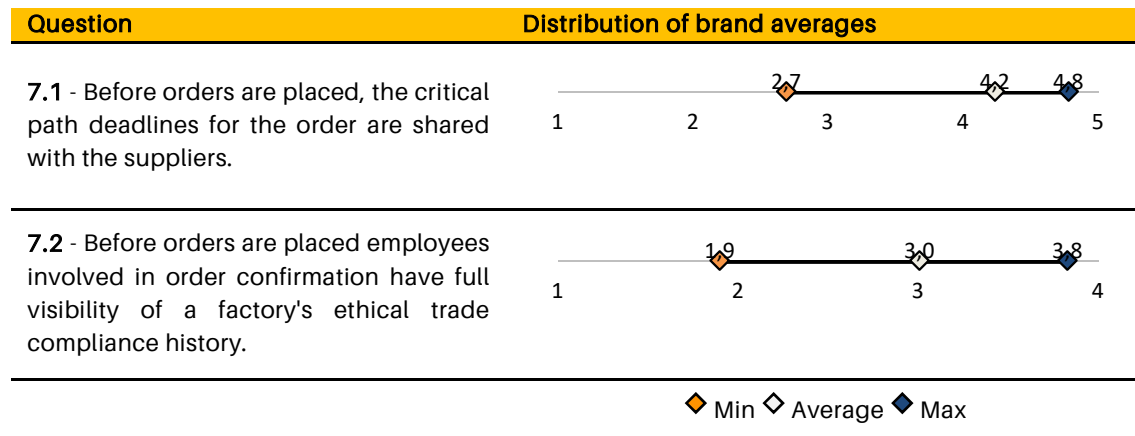 Question Distribution of brand averages
7.1 - Before orders are placed, the critical
path deadlines for the order are shared
with the suppliers.
2.7 4.2 4.8
1 2 3 4 5
7.2 - Before orders are placed employees
involved in order confirmation have full
visibility of a factory's ethical trade
compliance history.
1.9 3.0 3.8
1 2 3 4
Min Average Max